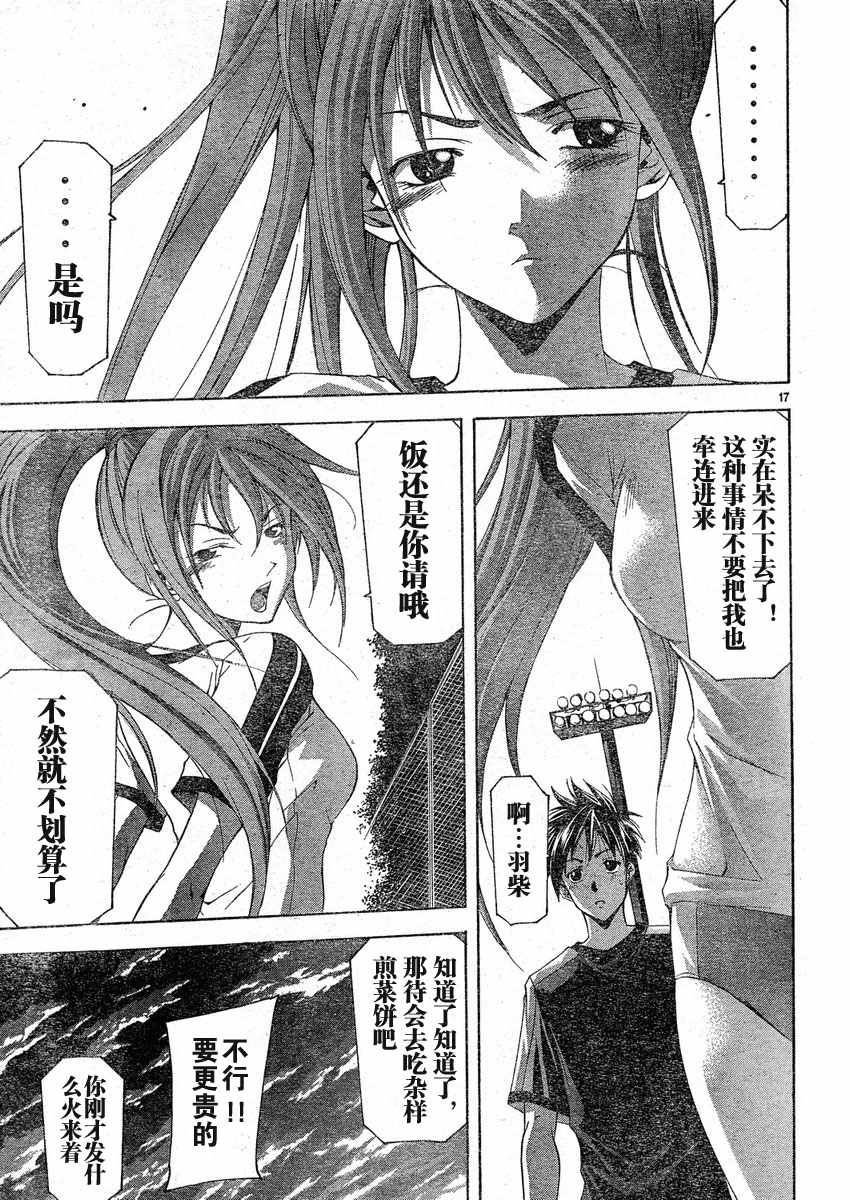 ………
……
是吗
17
实在呆不下去了！
这种事情不要把我也
牵连进来
啊…羽柴
饭还是你请哦
不然就不划算了
知道了知道了，
那待会去吃杂样
煎菜饼吧
不行!!
要更贵的
你刚才发什
么火来着